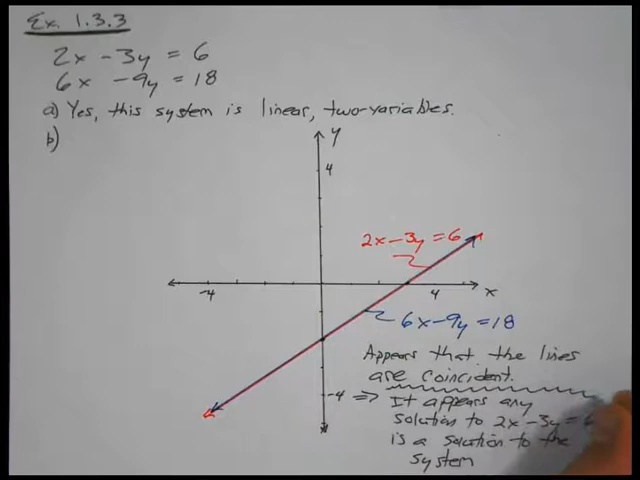 Ex. 1.3.3
2x - 3y = 6
6x - 9y = 18
a) Yes, this system is linear, two-variables.
b)
y
4
2x-3y = 6
-4
4
x
6x-9y = 18
Appears that the lines
are coincident.
-4
⇒ It appears any
solution to 2x-3y = 6
is a solution to the
system